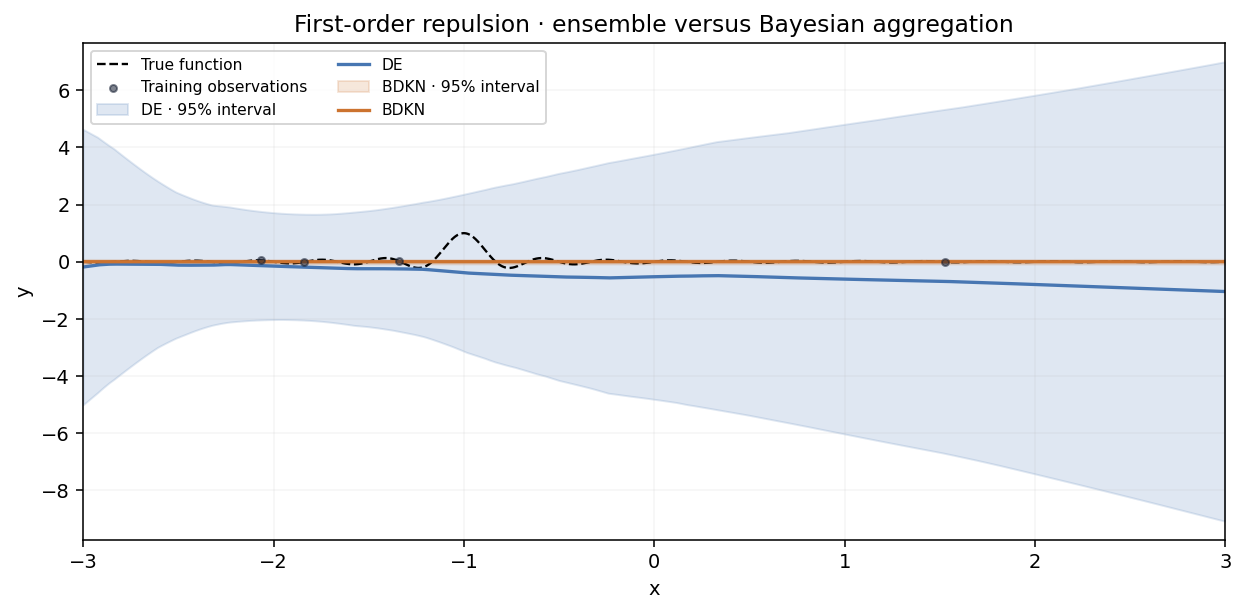 First-order repulsion · ensemble versus Bayesian aggregation
True function
Training observations
DE · 95% interval
DE
BDKN · 95% interval
BDKN
y
6
4
2
0
−2
−4
−6
−8
−3 −2 −1 0 1 2 3
x